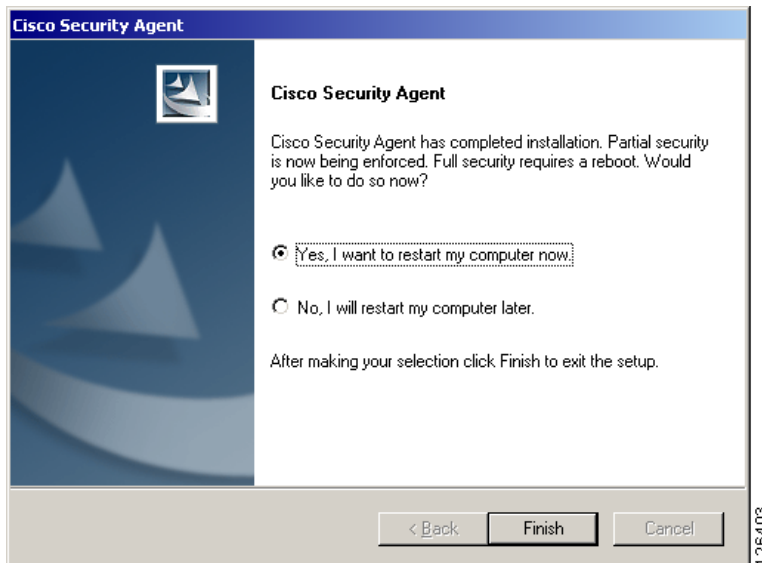 Cisco Security Agent
Cisco Security Agent
Cisco Security Agent has completed installation. Partial security
is now being enforced. Full security requires a reboot. Would
you like to do so now?
Yes, I want to restart my computer now.
No, I will restart my computer later.
After making your selection click Finish to exit the setup.
< Back
Finish
Cancel
126403